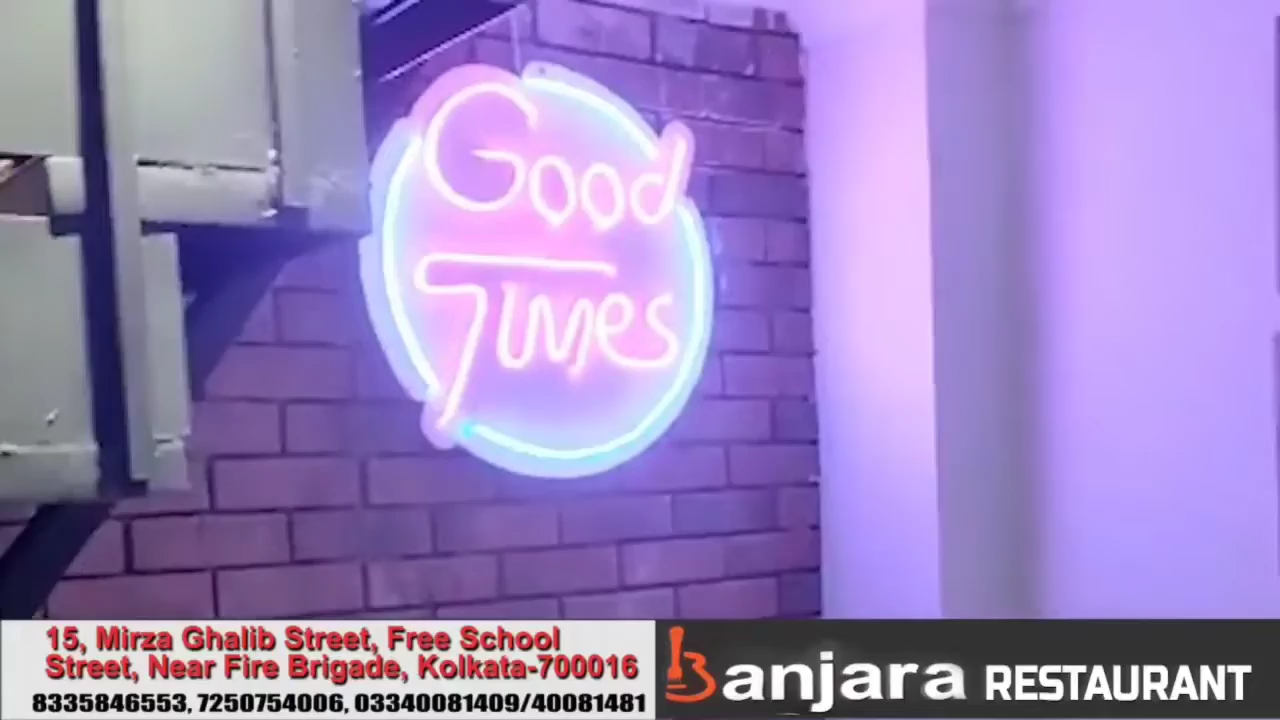 Good
Times
15, Mirza Ghalib Street, Free School
Street, Near Fire Brigade, Kolkata-700016
8335846553, 7250754006, 03340081409/40081481
Banjara RESTAURANT